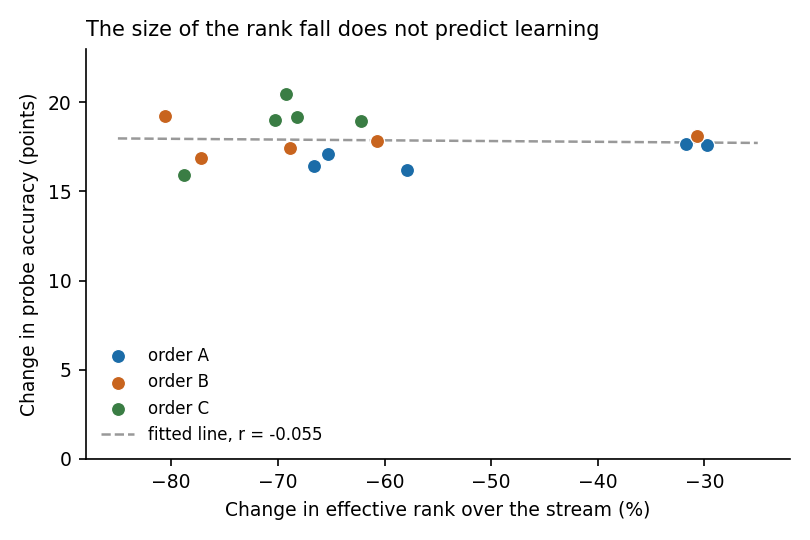 The size of the rank fall does not predict learning
Change in probe accuracy (points)
20
15
10
5
0
order A
order B
order C
fitted line, r = -0.055
−80 −70 −60 −50 −40 −30
Change in effective rank over the stream (%)